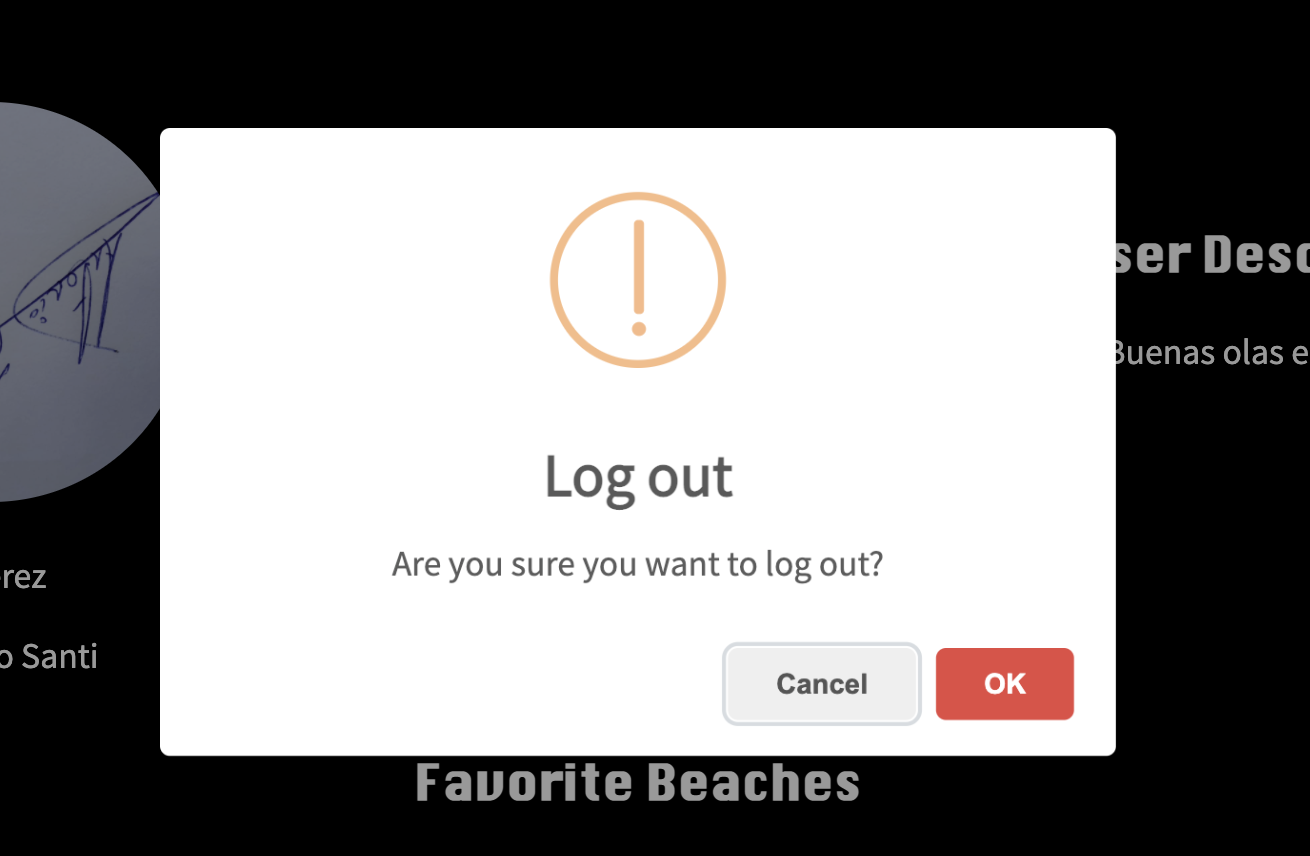 ser Desc
Buenas olas e
Log out
Are you sure you want to log out?
rez
o Santi
Cancel
OK
Favorite Beaches